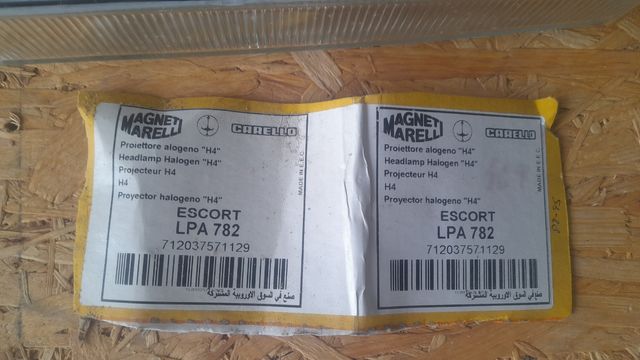 MAGNETI
MARELLI
CARELLO
Proiettore alogeno "H4"
Headlamp Halogen "H4"
Projecteur H4
H4
Proyector halogeno "H4"
MADE IN E.E.C.
ESCORT
LPA 782
712037571129
صنع في السوق الاوروبية المشتركة
MAGNETI
MARELLI
CARELLO
Proiettore alogeno "H4"
Headlamp Halogen "H4"
Projecteur H4
H4
Proyector halogeno "H4"
MADE IN E.E.C.
ESCORT
LPA 782
712037571129
صنع في السوق الاوروبية المشتركة